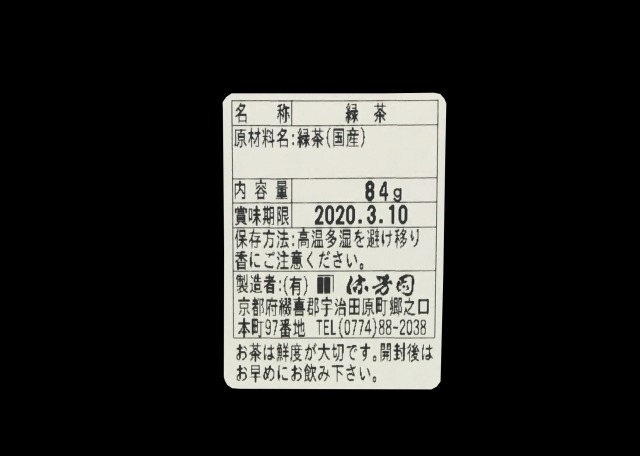 名 称 緑 茶
原材料名:緑茶(国産)
内容量 84g
賞味期限 2020.3.10
保存方法:高温多湿を避け移り
香にご注意ください。
製造者:(有) 芳園
京都府綴喜郡宇治田原町郷之口
本町97番地 TEL(0774)88-2038
お茶は鮮度が大切です。開封後は
お早めにお飲み下さい。